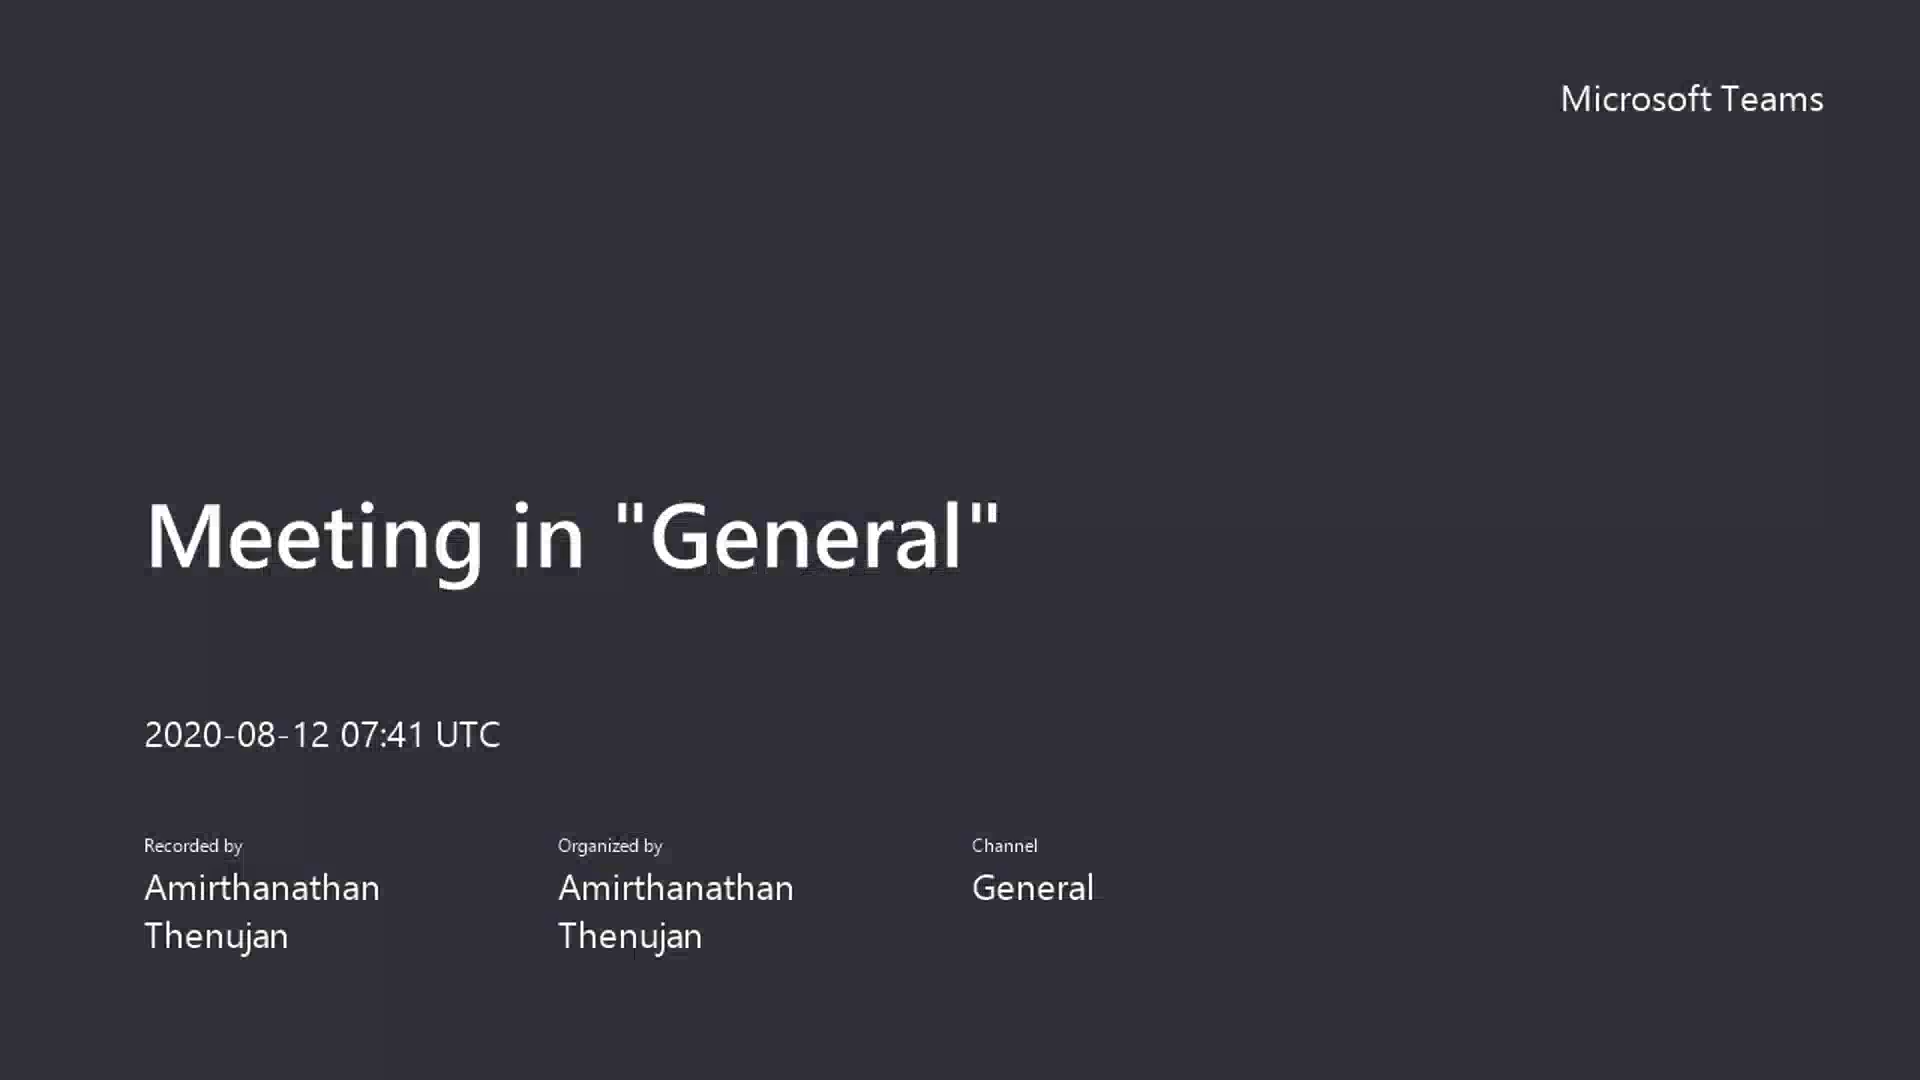 Microsoft Teams
Meeting in "General"
2020-08-12 07:41 UTC
Recorded by
Amirthanathan
Thenujan
Organized by
Amirthanathan
Thenujan
Channel
General